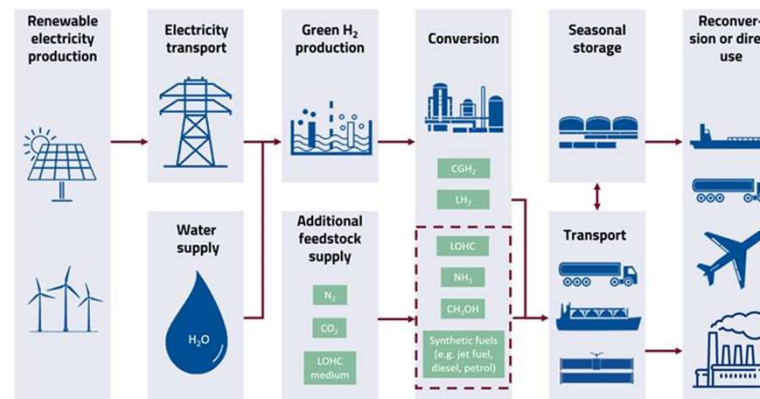 Renewable
electricity
production
Electricity
transport
Green H₂
production
Conversion
Seasonal
storage
Reconver-
sion or
use
CGH₂
LH₂
Water
supply
H₂O
Additional
feedstock
supply
N₂
CO₂
LOHC
medium
LOHC
NH₃
CH₃OH
Synthetic fuels
(e.g. jet fuel,
diesel, petrol)
Transport